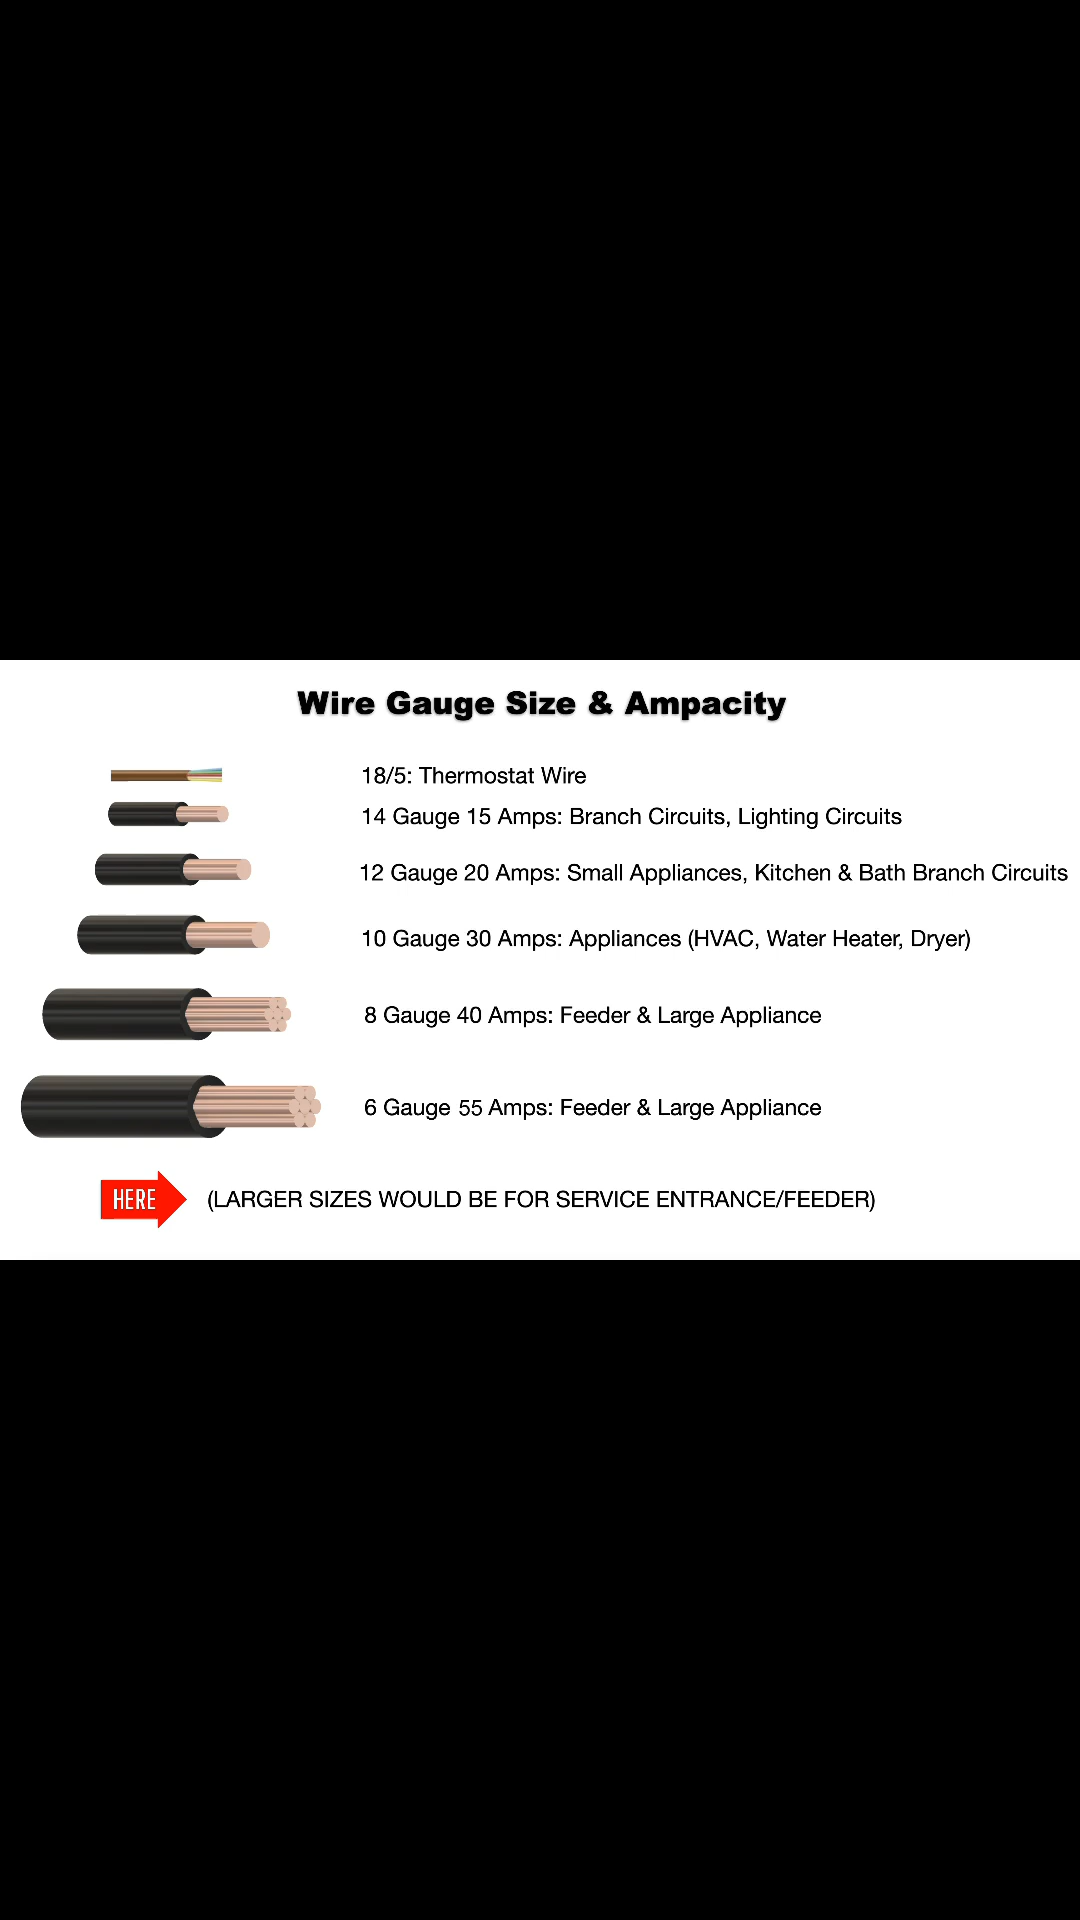 Wire Gauge Size & Ampacity
18/5: Thermostat Wire
14 Gauge 15 Amps: Branch Circuits, Lighting Circuits
12 Gauge 20 Amps: Small Appliances, Kitchen & Bath Branch Circuits
10 Gauge 30 Amps: Appliances (HVAC, Water Heater, Dryer)
8 Gauge 40 Amps: Feeder & Large Appliance
6 Gauge 55 Amps: Feeder & Large Appliance
HERE (LARGER SIZES WOULD BE FOR SERVICE ENTRANCE/FEEDER)